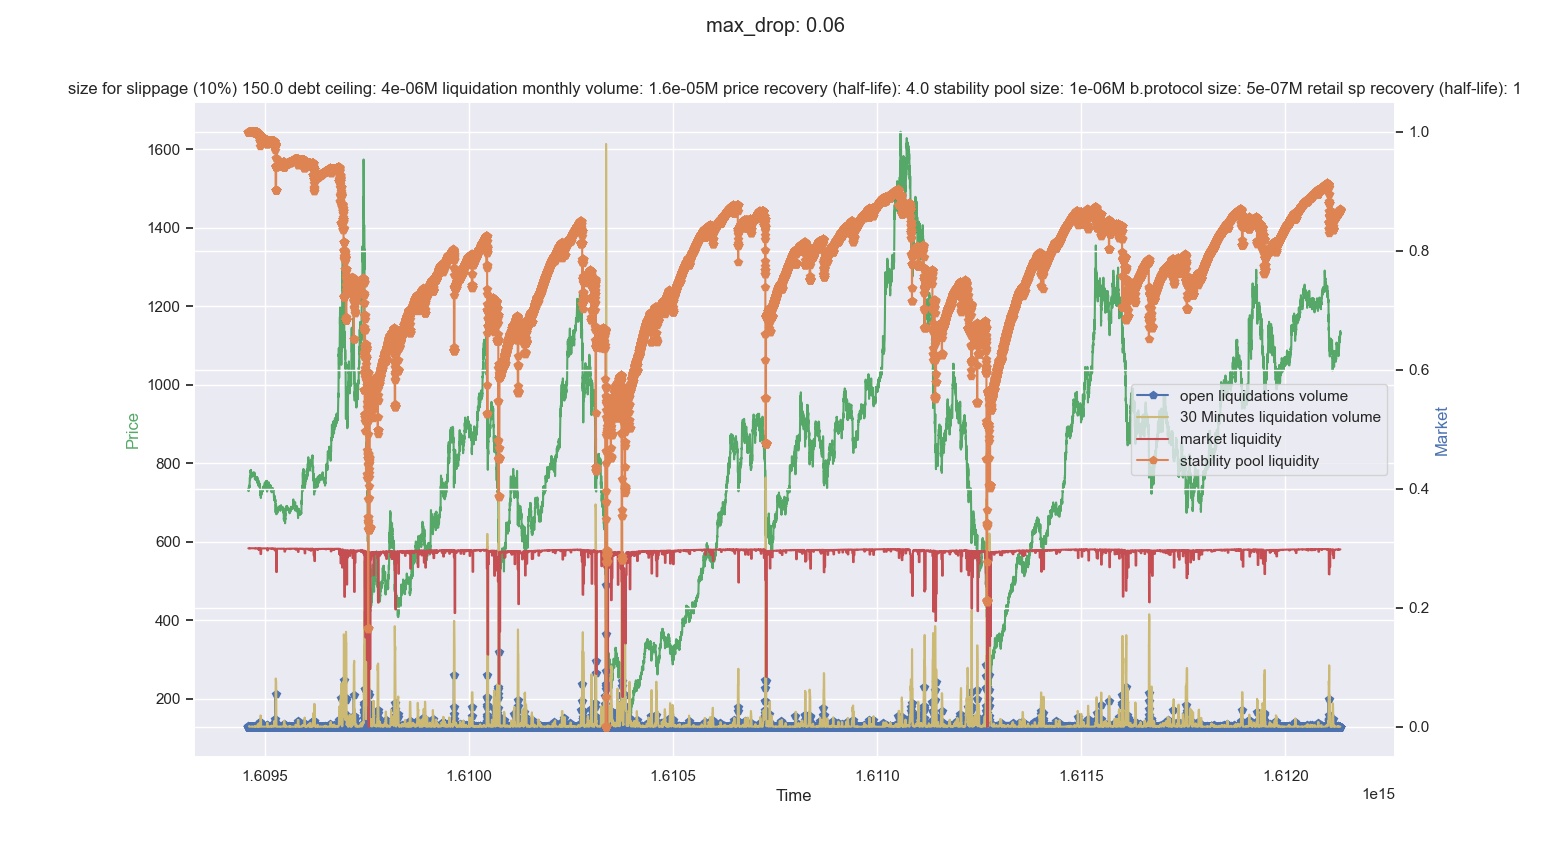 max_drop: 0.06
size for slippage (10%) 150.0 debt ceiling: 4e-06M liquidation monthly volume: 1.6e-05M price recovery (half-life): 4.0 stability pool size: 1e-06M b.protocol size: 5e-07M retail sp recovery (half-life): 1
1600
1400
1200
1000
800
600
400
200
Price
1.0
0.8
0.6
0.4
0.2
0.0
Market
open liquidations volume
30 Minutes liquidation volume
market liquidity
stability pool liquidity
1.6095
1.6100
1.6105
1.6110
1.6115
1.6120
Time
1e15